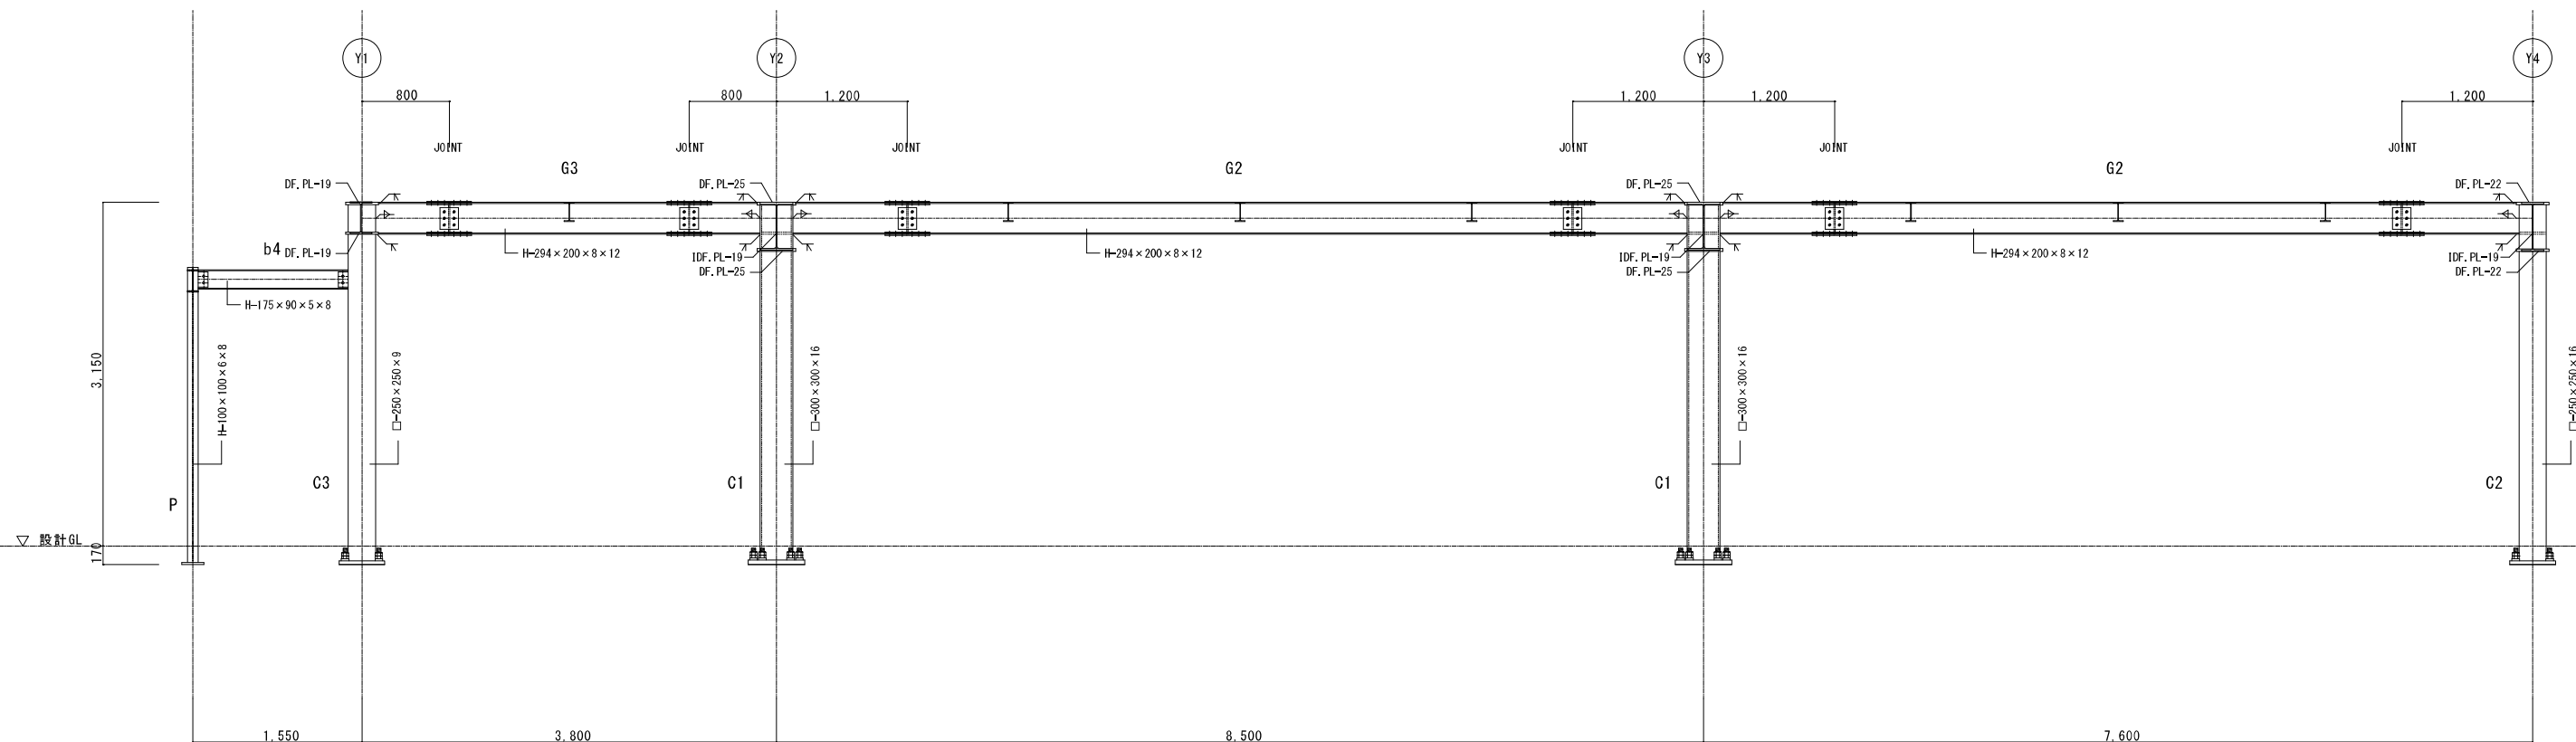 Y1
Y2
Y3
Y4
800
800
1,200
1,200
1,200
1,200
JOINT
JOINT
JOINT
JOINT
JOINT
JOINT
G3
G2
G2
DF.PL-19
DF.PL-25
DF.PL-25
DF.PL-22
b4
DF.PL-19
H-294×200×8×12
IDF.PL-19
DF.PL-25
H-294×200×8×12
IDF.PL-19
DF.PL-25
H-294×200×8×12
IDF.PL-19
DF.PL-22
H-175×90×5×8
3,150
H-100×100×6×8
□-250×250×9
□-300×300×16
□-300×300×16
□-250×250×16
P
C3
C1
C1
C2
▽ 設計GL
170
1,550
3,800
8,500
7,600